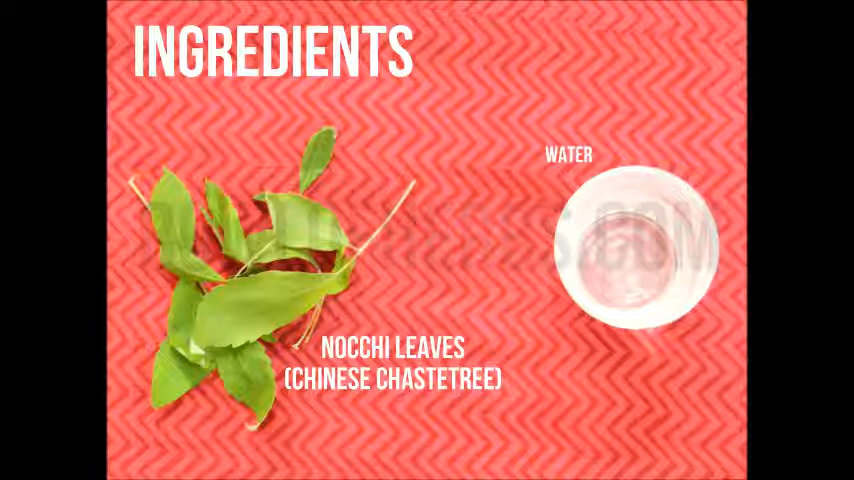 INGREDIENTS
WATER
NOCCHI LEAVES
(CHINESE CHASTETREE)